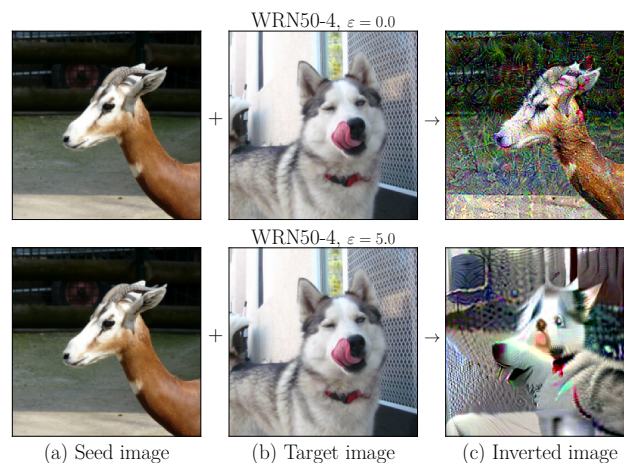 WRN50-4, ε = 0.0
+
→
WRN50-4, ε = 5.0
+
→
(a) Seed image
(b) Target image
(c) Inverted image